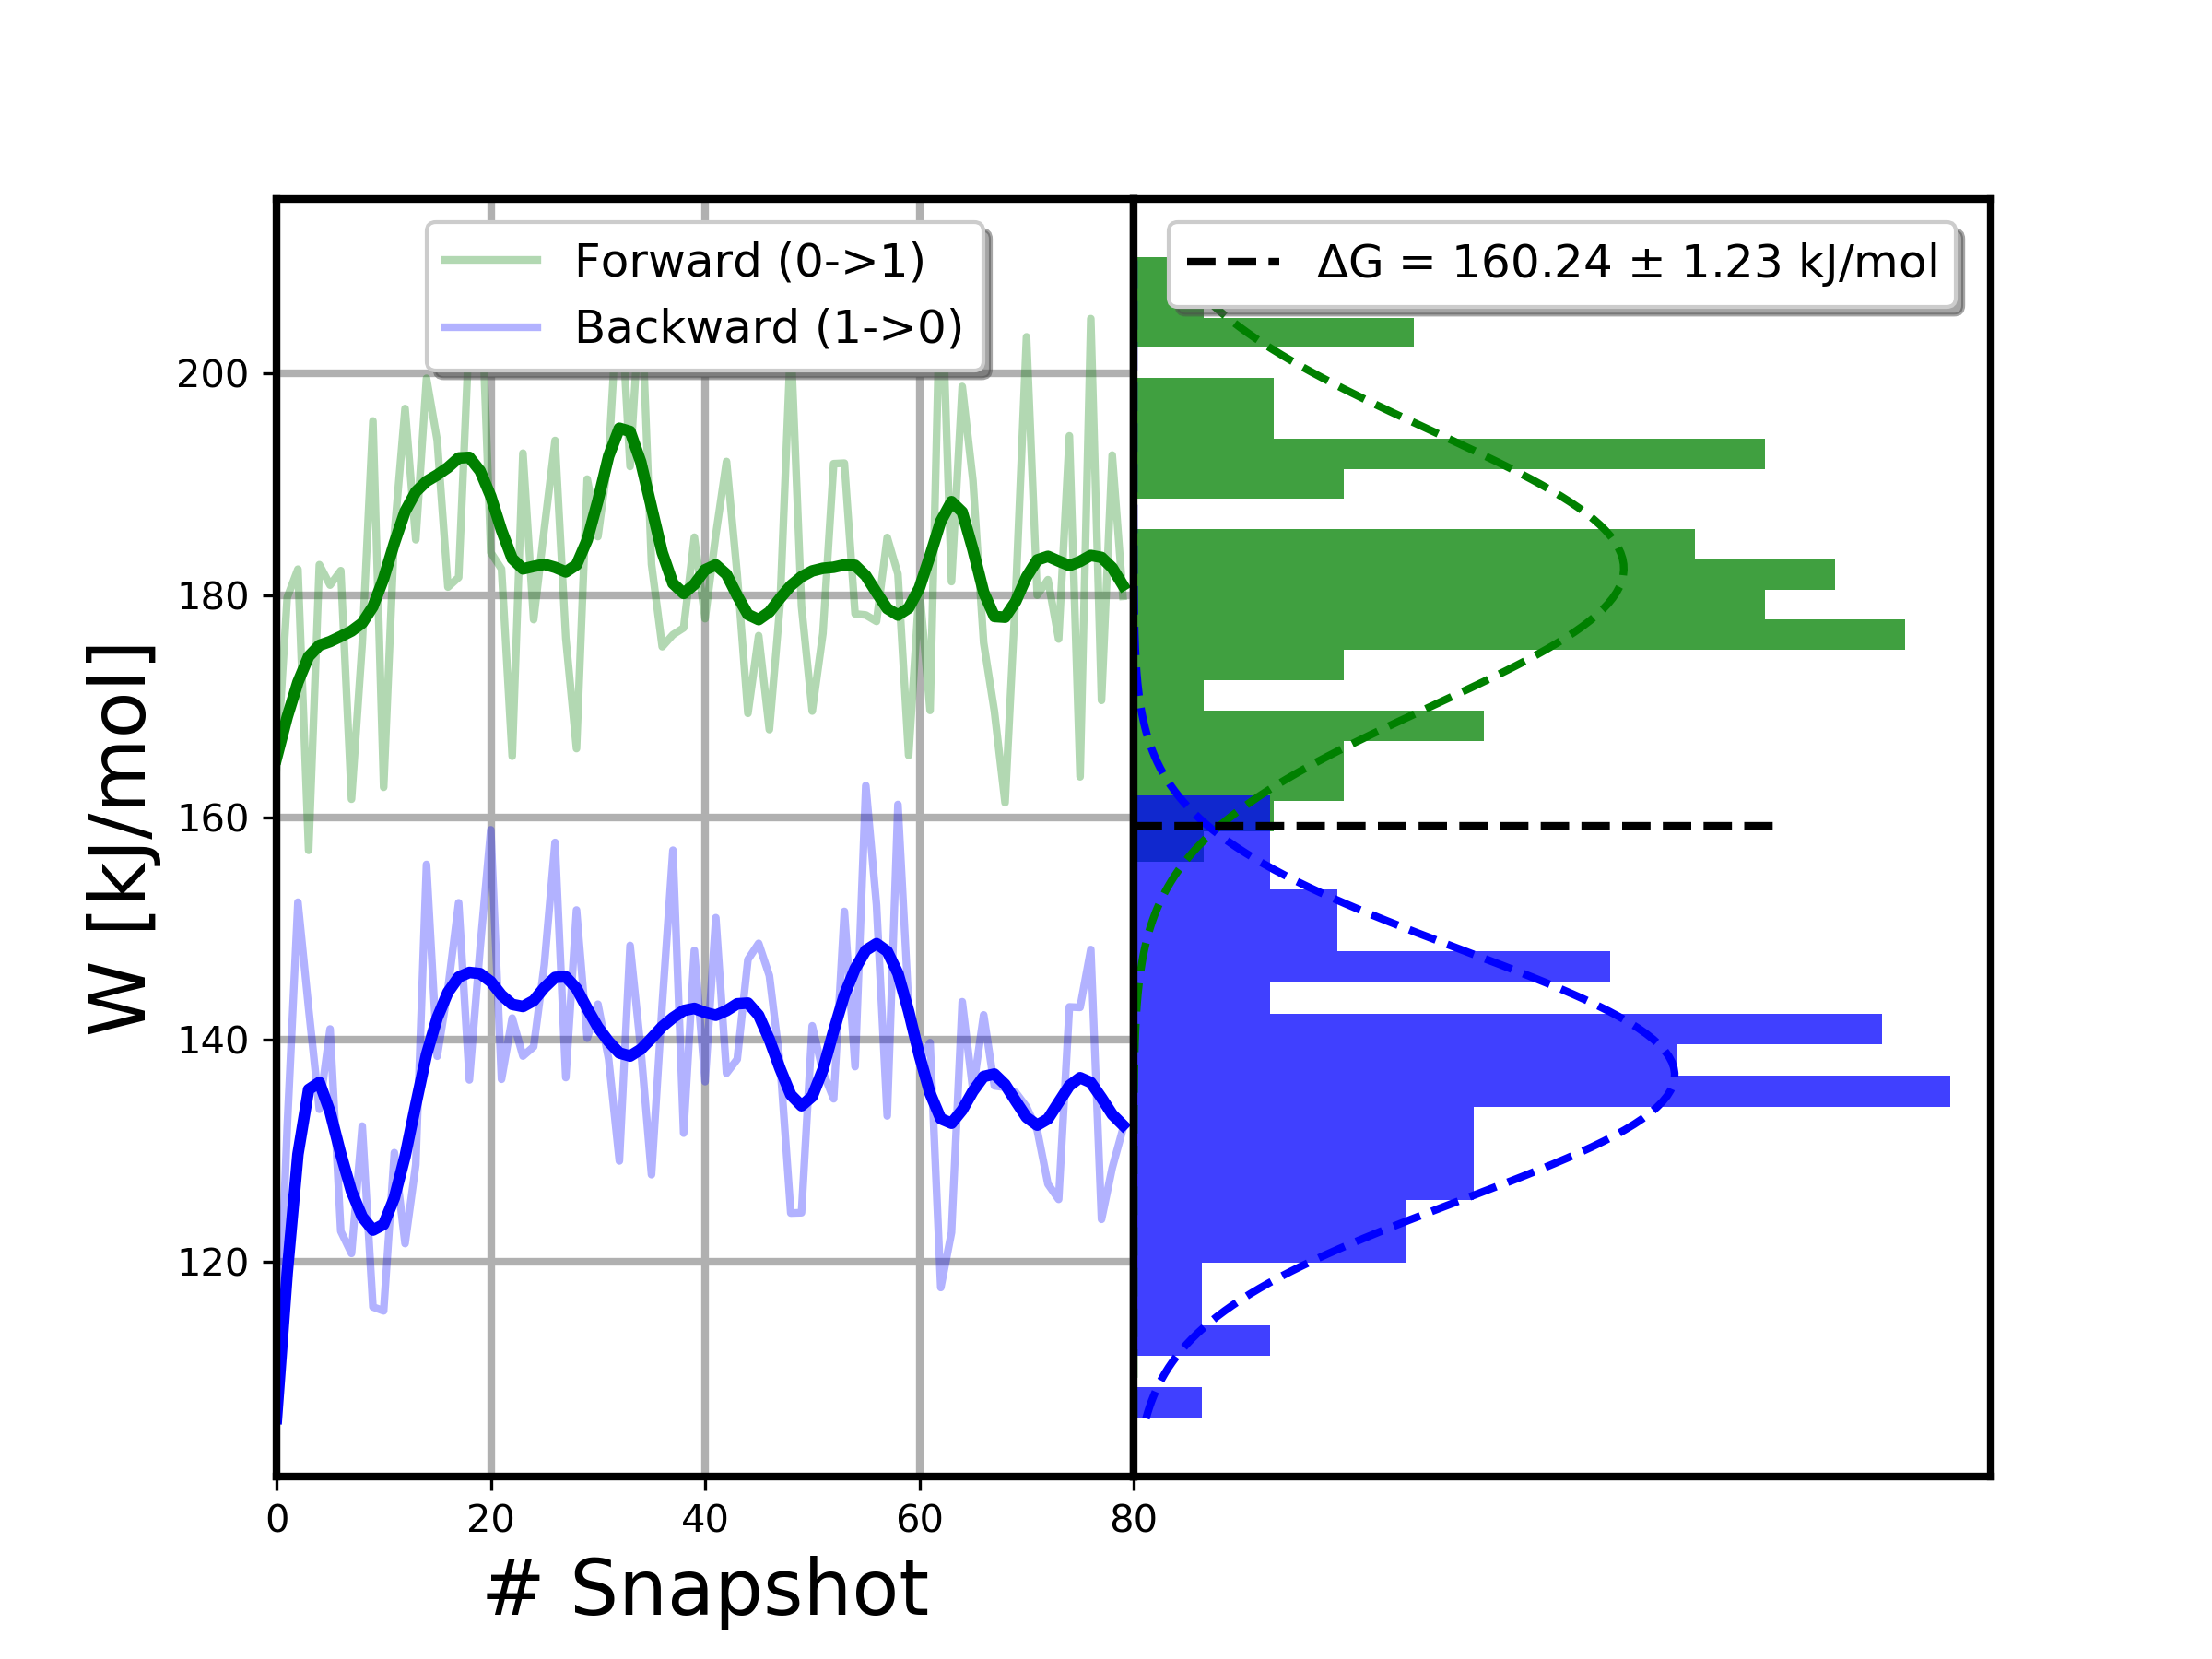 Forward (0->1)
Backward (1->0)
ΔG = 160.24 ± 1.23 kJ/mol
200
180
160
140
120
W [kJ/mol]
0 20 40 60 80
# Snapshot